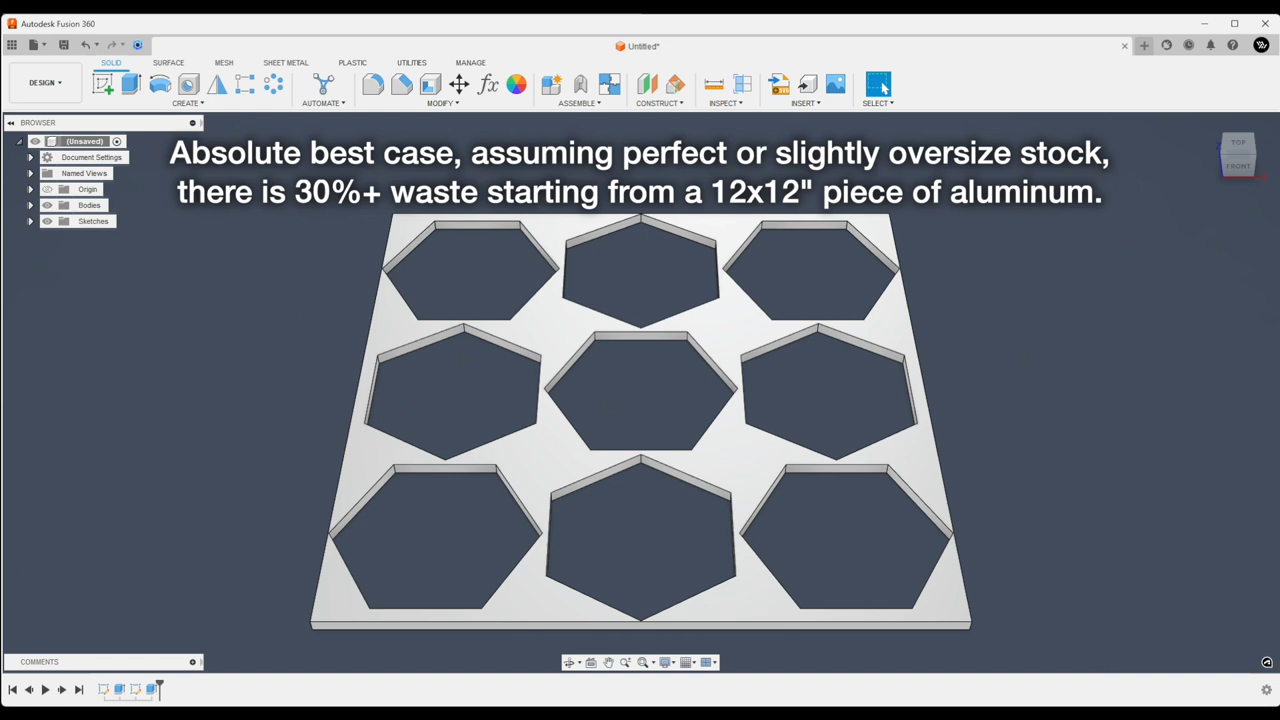 Autodesk Fusion 360
Untitled*
DESIGN
SOLID
SURFACE
MESH
SHEET METAL
PLASTIC
UTILITIES
MANAGE
CREATE
AUTOMATE
MODIFY
ASSEMBLE
CONSTRUCT
INSPECT
INSERT
SELECT
BROWSER
(Unsaved)
Document Settings
Named Views
Origin
Bodies
Sketches
Absolute best case, assuming perfect or slightly oversize stock,
there is 30%+ waste starting from a 12x12" piece of aluminum.
TOP
FRONT
COMMENTS